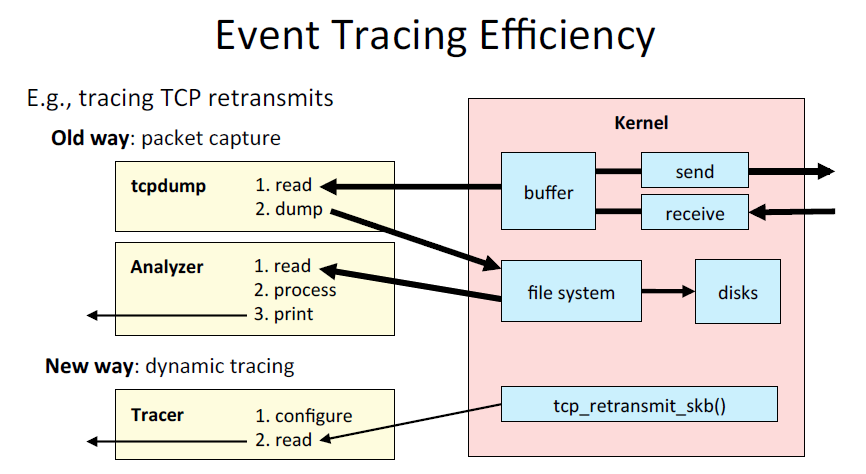 Event Tracing Efficiency
E.g., tracing TCP retransmits
Old way: packet capture
Kernel
tcpdump
1. read
2. dump
buffer
send
receive
Analyzer
1. read
2. process
3. print
file system
disks
New way: dynamic tracing
Tracer
1. configure
2. read
tcp_retransmit_skb()